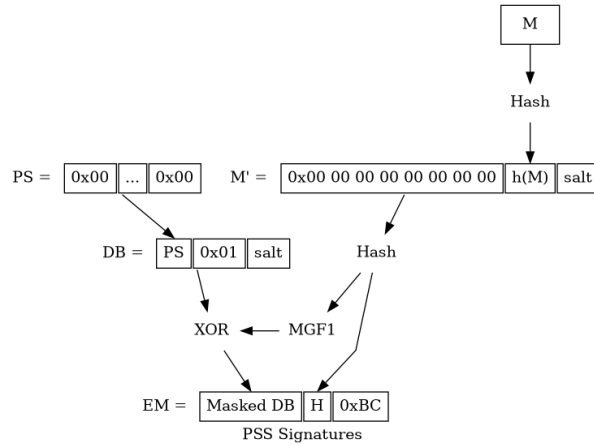 M
Hash
PS = 0x00 ... 0x00 M' = 0x00 00 00 00 00 00 00 00 h(M) salt
DB = PS 0x01 salt Hash
XOR MGF1
EM = Masked DB H 0xBC
PSS Signatures